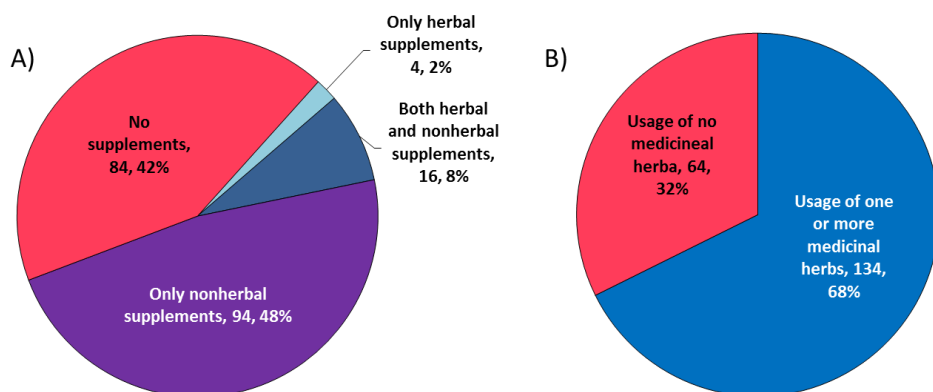 A)
Only herbal
supplements,
4, 2%
Both herbal
and nonherbal
supplements,
16, 8%
No
supplements,
84, 42%
Only nonherbal
supplements, 94, 48%
B)
Usage of no
medicineal
herba, 64,
32%
Usage of one
or more
medicinal
herbs, 134,
68%